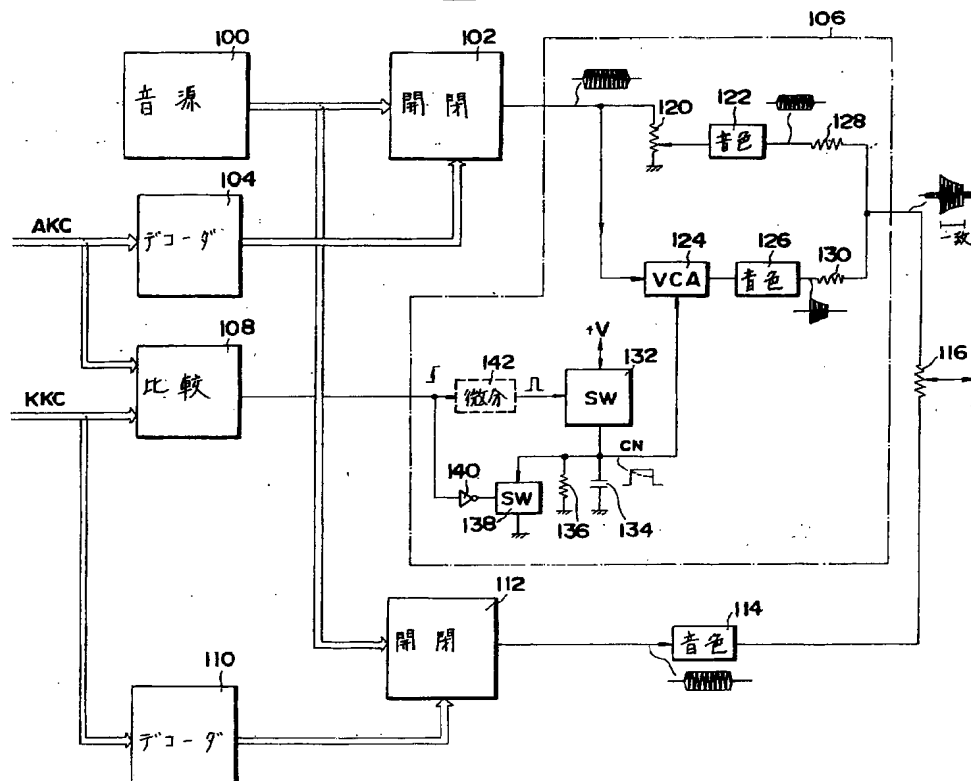 100
音源
102
開閉
106
120
122
音色
128
104
AKC
デコーダ
124
VCA
126
音色
130
一致
108
KKC
比較
+V
132
SW
142
微分
116
CN
140
SW
138
136
134
112
開閉
114
音色
110
デコーダ